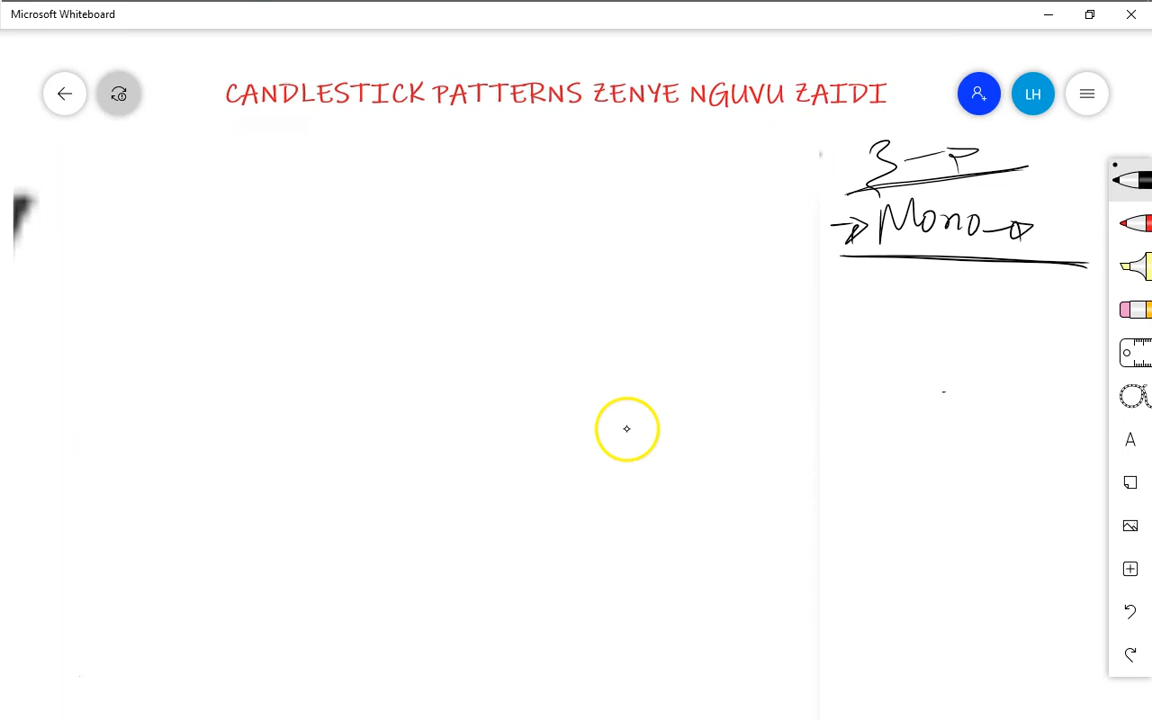 Microsoft Whiteboard
CANDLESTICK PATTERNS ZENYE NGUVU ZAIDI
LH
3 - P
Mono
A